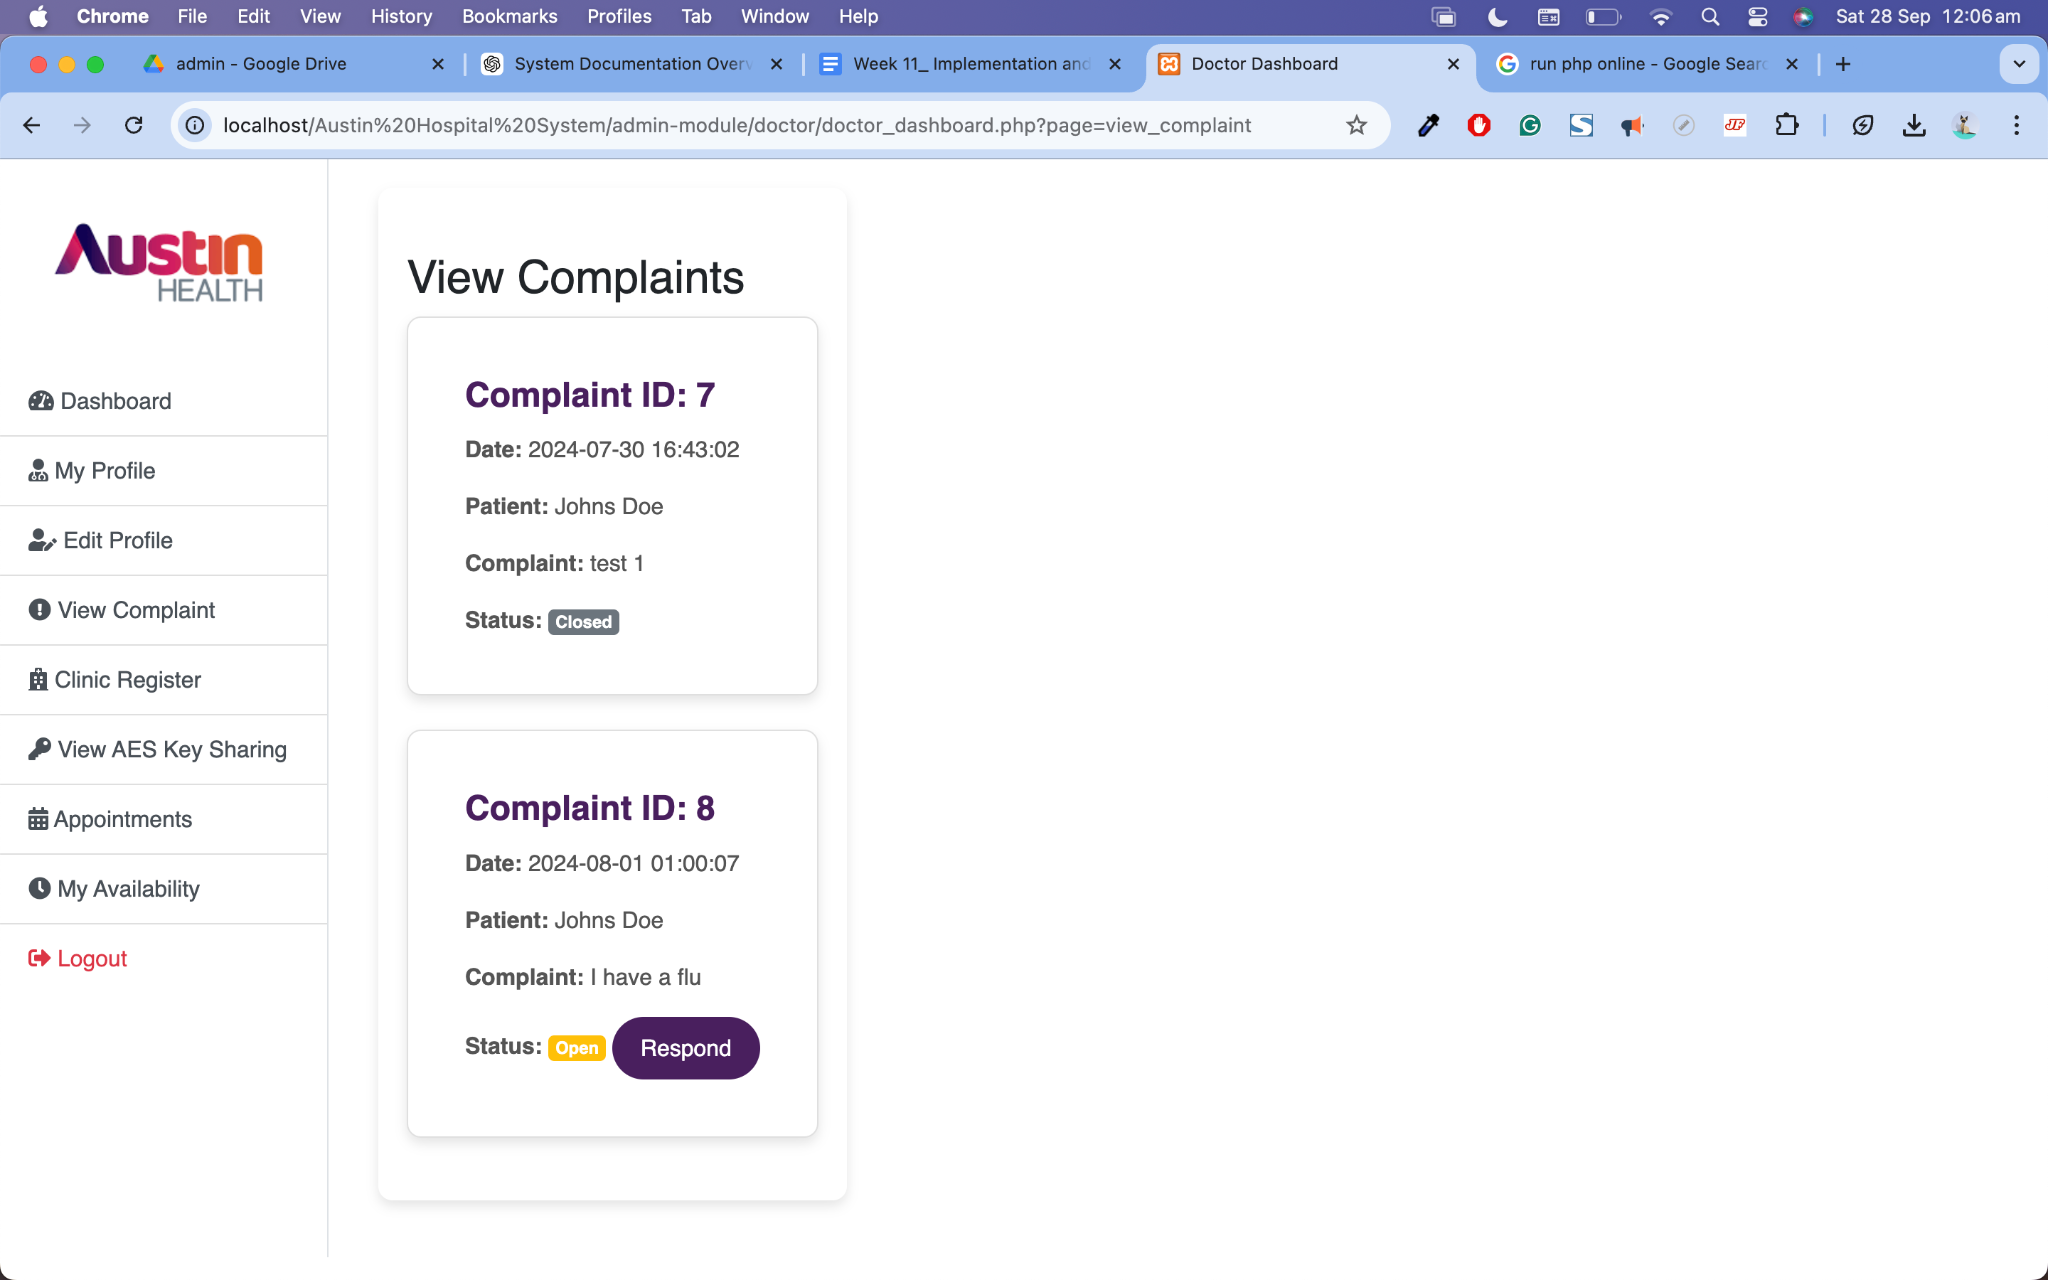 Chrome File Edit View History Bookmarks Profiles Tab Window Help Sat 28 Sep 12:06 am
admin - Google Drive System Documentation Over Week 11_ Implementation and Doctor Dashboard run php online - Google Sear
localhost/Austin%20Hospital%20System/admin-module/doctor/doctor_dashboard.php?page=view_complaint
Austin
HEALTH
Dashboard
My Profile
Edit Profile
View Complaint
Clinic Register
View AES Key Sharing
Appointments
My Availability
Logout
View Complaints
Complaint ID: 7
Date: 2024-07-30 16:43:02
Patient: Johns Doe
Complaint: test 1
Status: Closed
Complaint ID: 8
Date: 2024-08-01 01:00:07
Patient: Johns Doe
Complaint: I have a flu
Status: Open Respond